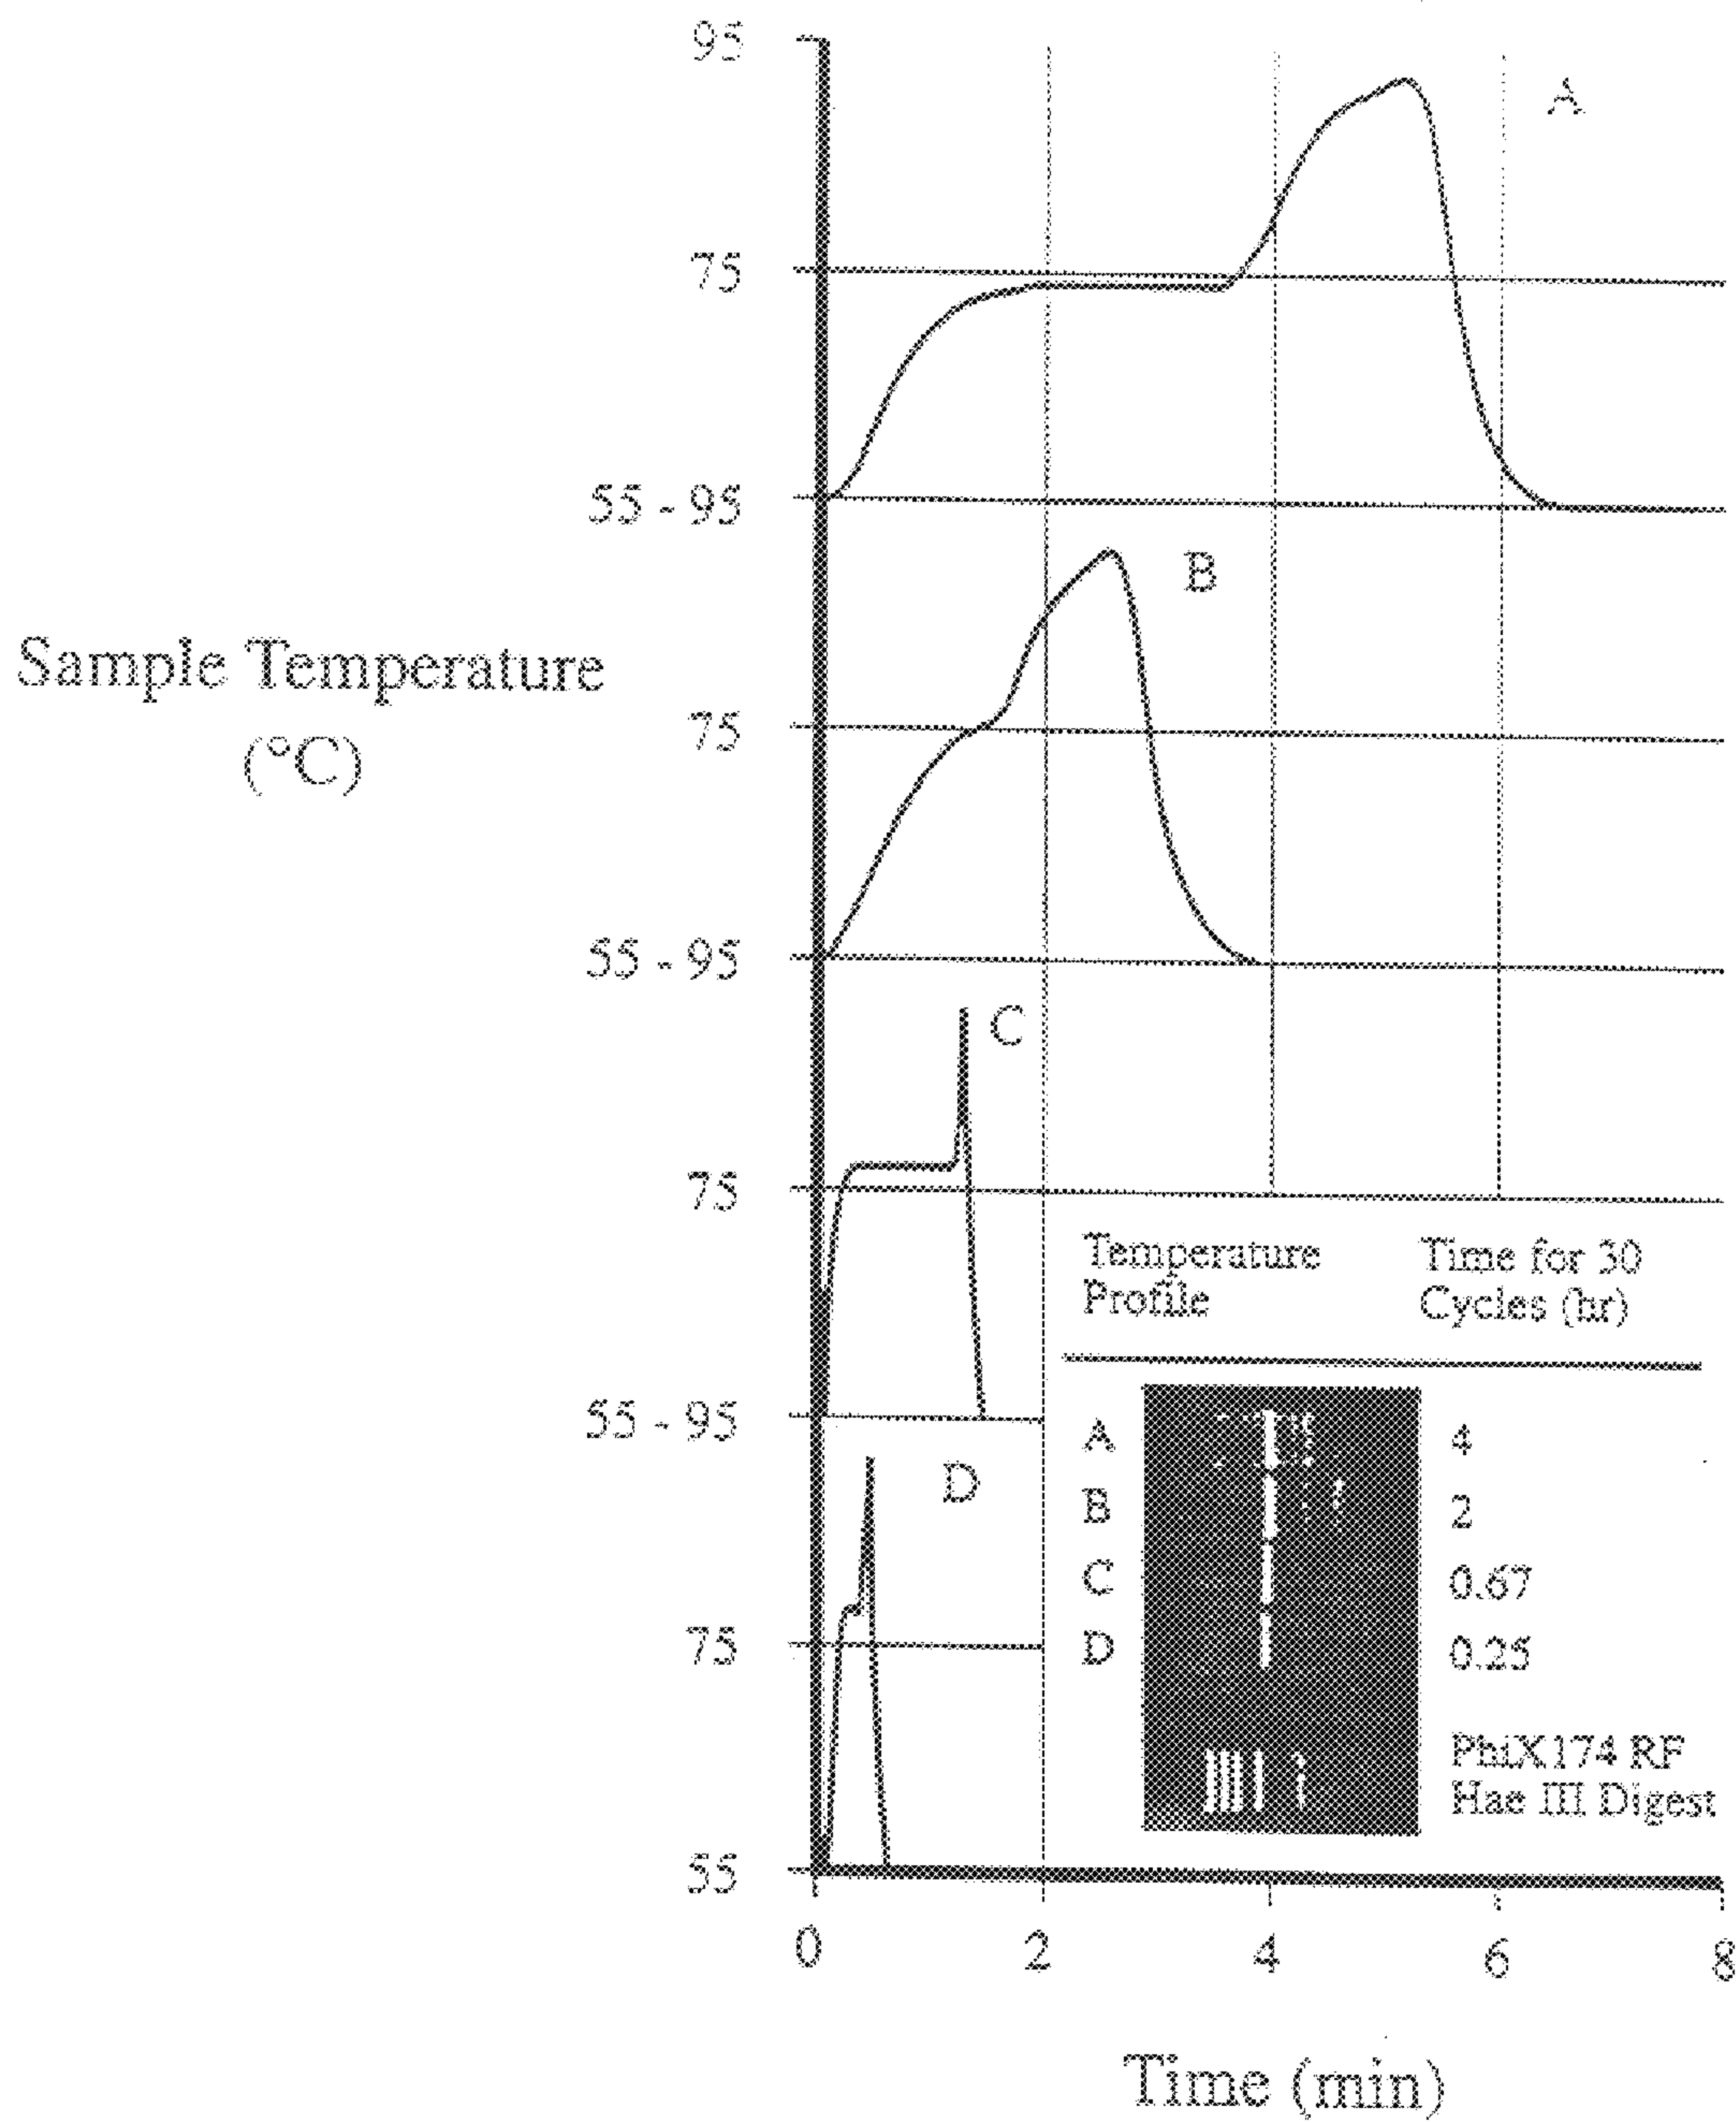 95
A
75
55 - 95
B
Sample Temperature
(°C)
75
55 - 95
C
75
Temperature
Profile
Time for 30
Cycles (hr)
55 - 95
A
4
D
B
2
C
0.67
75
D
0.25
PhiX174 RF
Hae III Digest
55
0
2
4
6
8
Time (min)